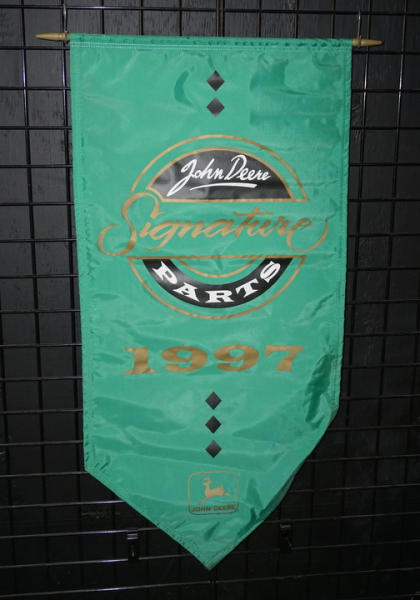 John Deere
Signature
PARTS
1997
JOHN DEERE